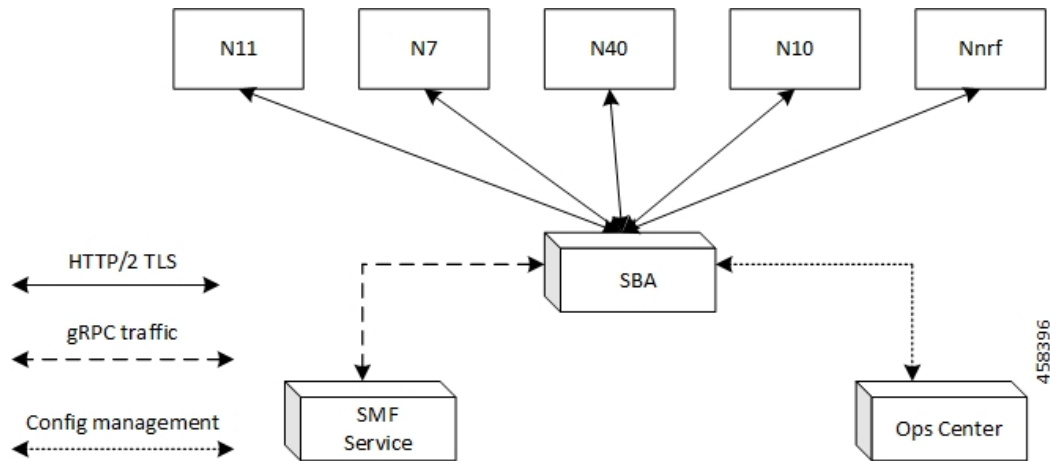 N11
N7
N40
N10
Nnrf
HTTP/2 TLS
SBA
gRPC traffic
Config management
SMF
Service
Ops Center
458396